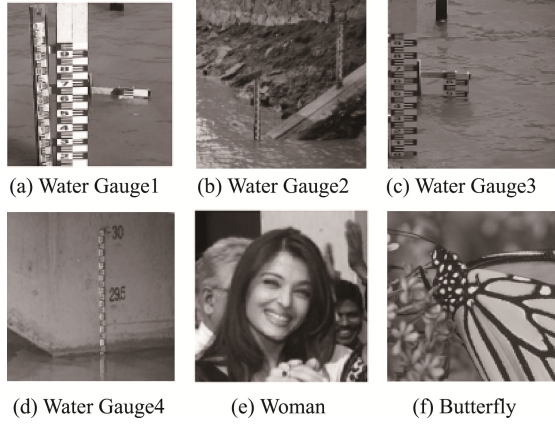 (a) Water Gauge1
(b) Water Gauge2
(c) Water Gauge3
30
29.5
(d) Water Gauge4
(e) Woman
(f) Butterfly